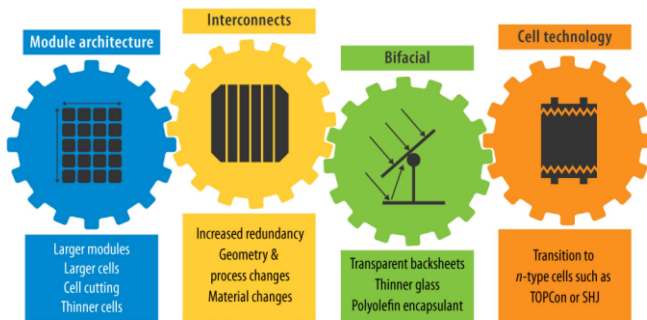 Module architecture
Larger modules
Larger cells
Cell cutting
Thinner cells
Interconnects
Increased redundancy
Geometry &
process changes
Material changes
Bifacial
Transparent backsheets
Thinner glass
Polyolefin encapsulant
Cell technology
Transition to
n-type cells such as
TOPCon or SHJ